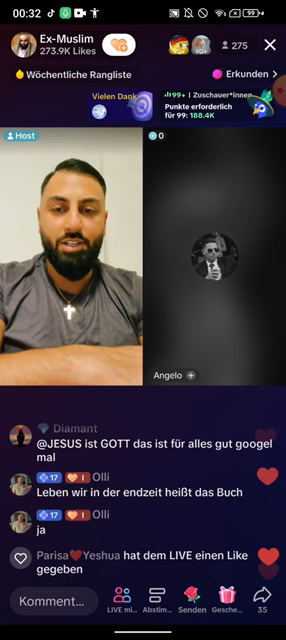 00:32
99
Ex-Muslim
273.9K Likes
275
Wöchentliche Rangliste
Erkunden >
Vielen Dank
99+ | Zuschauer*innen
Punkte erforderlich
für 99: 188.4K
Host
0
Angelo +
Diamant
@JESUS ist GOTT das ist für alles gut googel
mal
17 I Olli
Leben wir in der endzeit heißt das Buch
17 I Olli
ja
Parisa❤️Yeshua hat dem LIVE einen Like
gegeben
Komment...
LIVE mi...
Abstim...
Senden
Gesche...
35